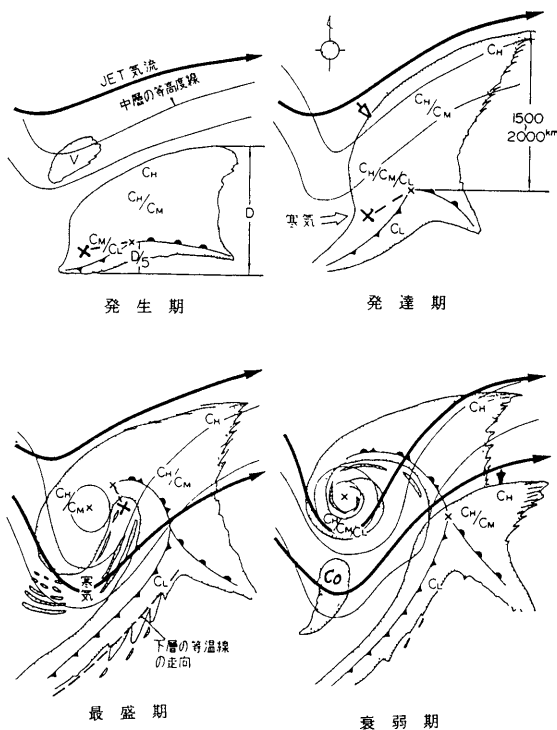 JET気流
中層の等高度線
V
CH
CH/CM
CM/CL
D/5
D
発生期
CH
CH/CM
CH/CM/CL
CL
寒気
1500
~
2000km
発達期
CH
CH/CM
CH/CM
寒気
CL
下層の等温線
の走向
最盛期
CH
CH
CH/CM
CH/CM/CL
Co
CL
衰弱期